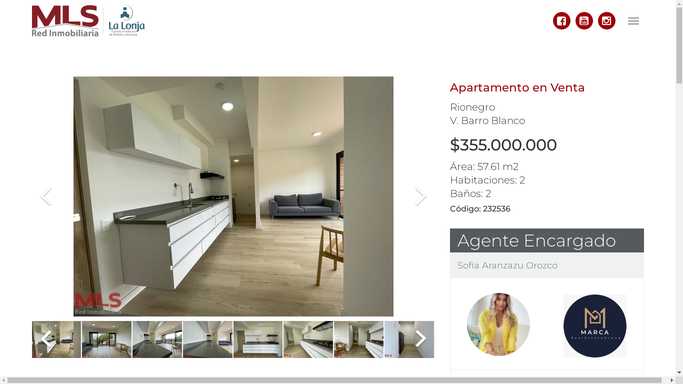 MLS
Red Inmobiliaria
La Lonja
Apartamento en Venta
Rionegro
V. Barro Blanco
$355.000.000
Área: 57.61 m2
Habitaciones: 2
Baños: 2
Código: 232536
Agente Encargado
Sofia Aranzazu Orozco
MLS
Red Inmobiliaria
MARCA